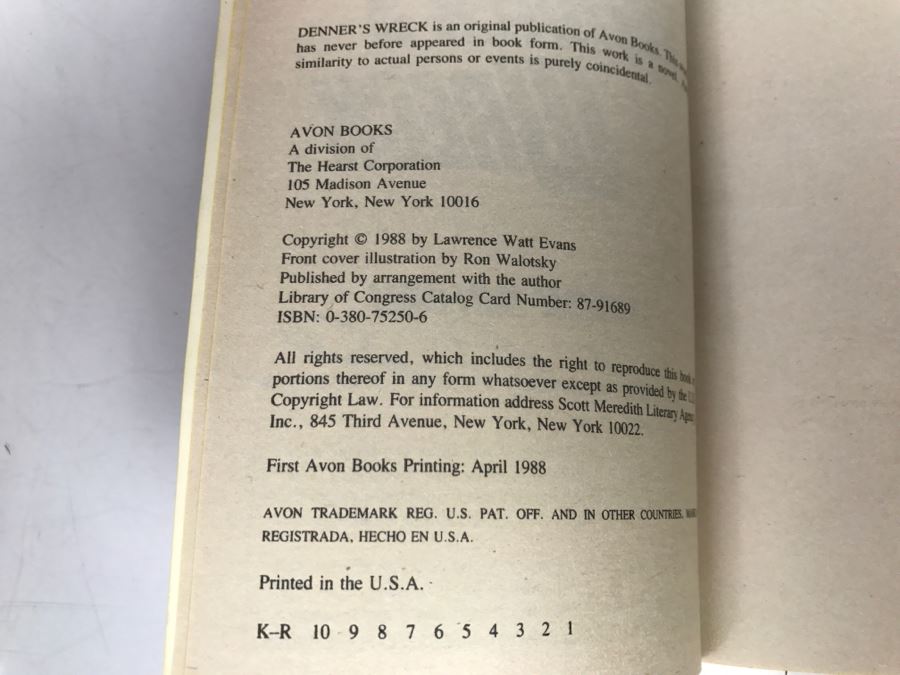 DENNER'S WRECK is an original publication of Avon Books. This
has never before appeared in book form. This work is a novel.
similarity to actual persons or events is purely coincidental.
AVON BOOKS
A division of
The Hearst Corporation
105 Madison Avenue
New York, New York 10016
Copyright © 1988 by Lawrence Watt Evans
Front cover illustration by Ron Walotsky
Published by arrangement with the author
Library of Congress Catalog Card Number: 87-91689
ISBN: 0-380-75250-6
All rights reserved, which includes the right to reproduce this book
portions thereof in any form whatsoever except as provided by the
Copyright Law. For information address Scott Meredith Literary
Inc., 845 Third Avenue, New York, New York 10022.
First Avon Books Printing: April 1988
AVON TRADEMARK REG. U.S. PAT. OFF. AND IN OTHER COUNTRIES,
REGISTRADA, HECHO EN U.S.A.
Printed in the U.S.A.
K–R 10 9 8 7 6 5 4 3 2 1